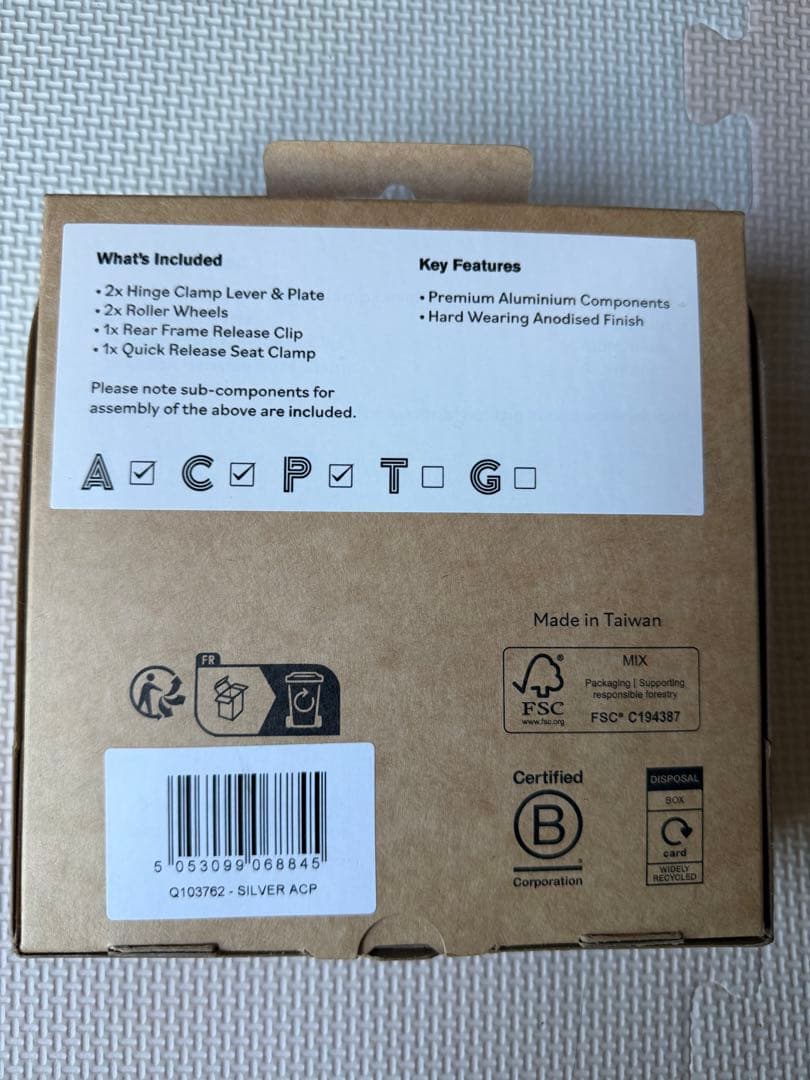 What's Included
• 2x Hinge Clamp Lever & Plate
• 2x Roller Wheels
• 1x Rear Frame Release Clip
• 1x Quick Release Seat Clamp
Please note sub-components for
assembly of the above are included.
Key Features
• Premium Aluminium Components
• Hard Wearing Anodised Finish
A C P T G
Made in Taiwan
FR
FSC®
www.fsc.org
MIX
Packaging | Supporting
responsible forestry
FSC® C194387
5 053099 068845
Q103762 - SILVER ACP
Certified
B
Corporation
DISPOSAL
BOX
card
WIDELY
RECYCLED